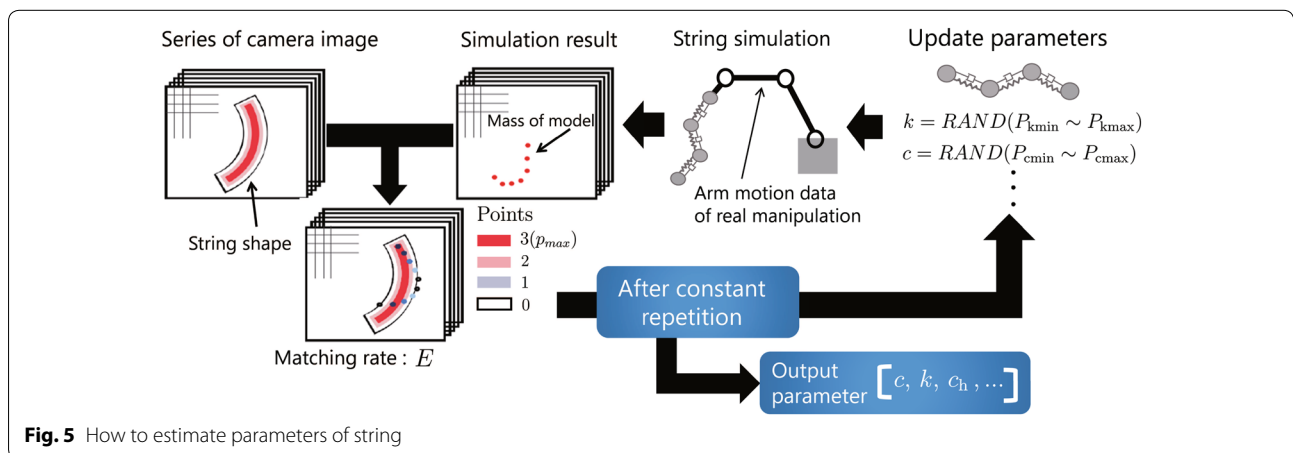 Series of camera image
Simulation result
String simulation
Update parameters
Mass of model
k = RAND(P_kmin ∼ P_kmax)
c = RAND(P_cmin ∼ P_cmax)
Arm motion data
of real manipulation
String shape
Points
3(p_max)
2
1
0
Matching rate : E
After constant
repetition
Output
parameter [c, k, c_h , ...]
Fig. 5 How to estimate parameters of string